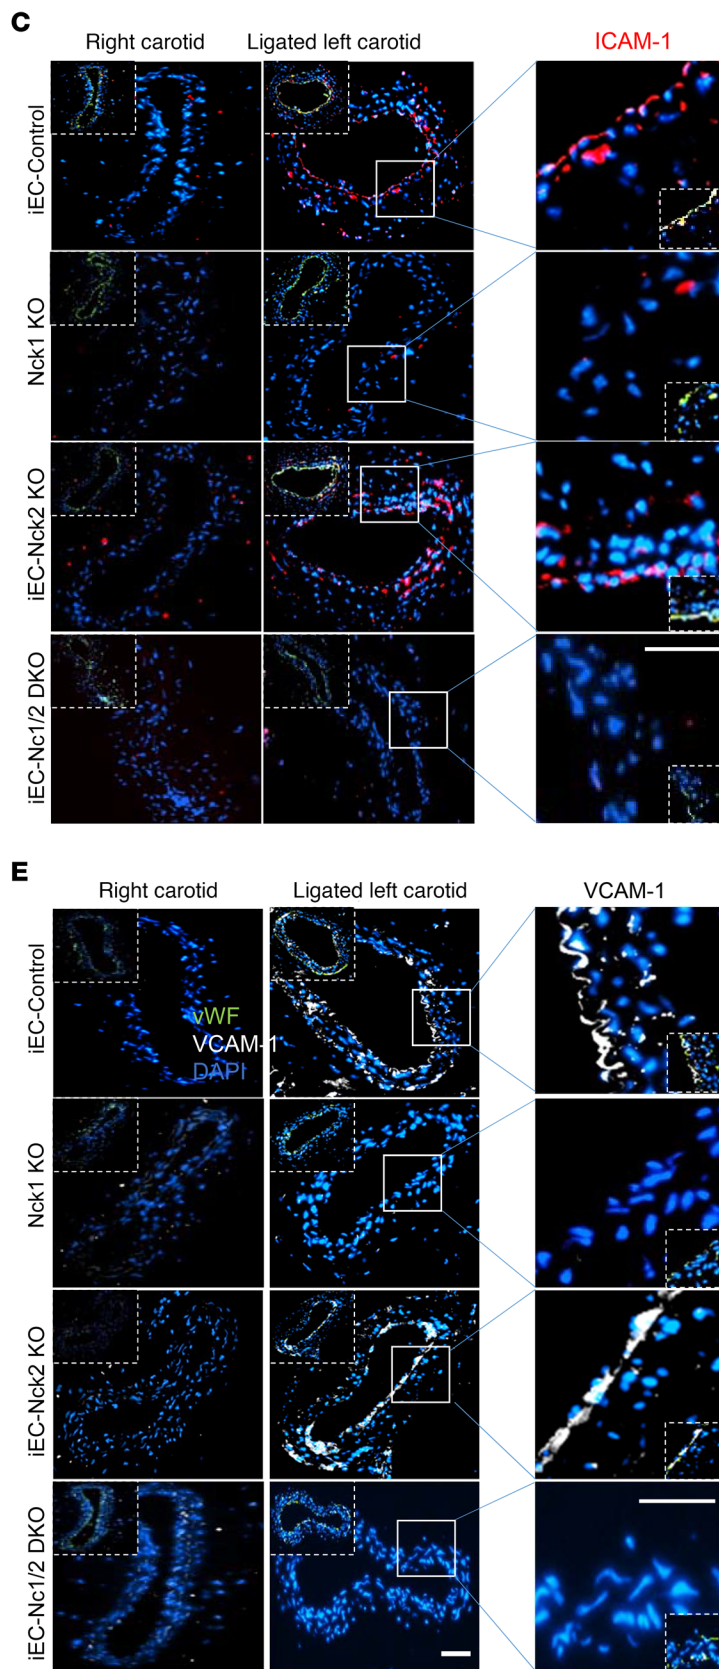 C
Right carotid
Ligated left carotid
ICAM-1
iEC-Control
Nck1 KO
iEC-Nck2 KO
iEC-Nc1/2 DKO
E
Right carotid
Ligated left carotid
VCAM-1
iEC-Control
vWF
VCAM-1
DAPI
Nck1 KO
iEC-Nck2 KO
iEC-Nc1/2 DKO